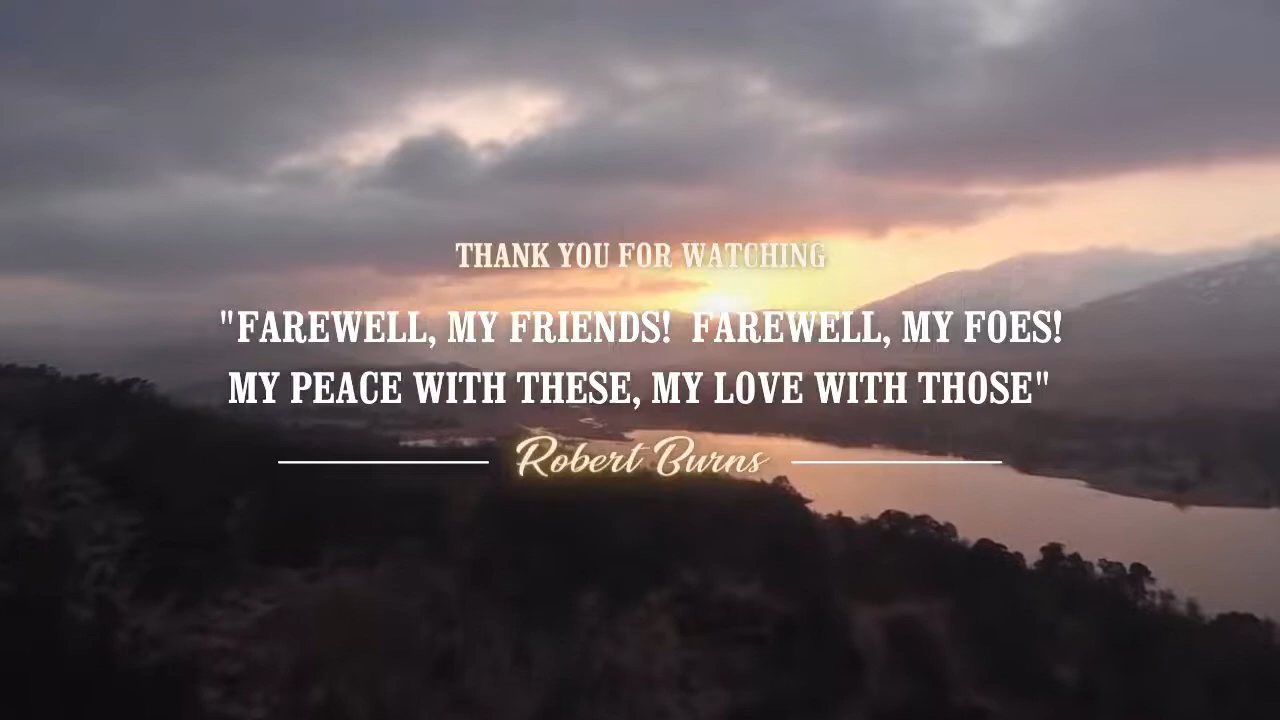 THANK YOU FOR WATCHING
"FAREWELL, MY FRIENDS! FAREWELL, MY FOES!
MY PEACE WITH THESE, MY LOVE WITH THOSE"
Robert Burns